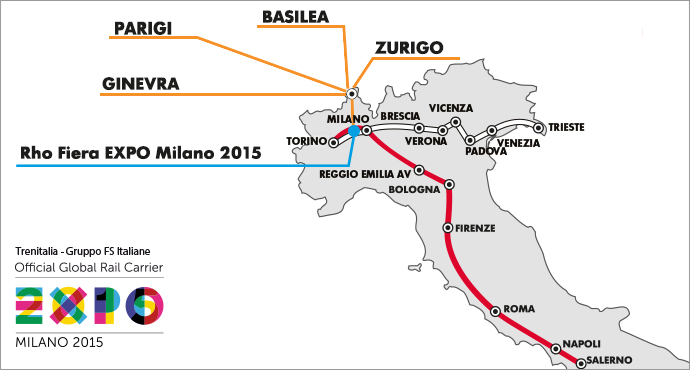 BASILEA
PARIGI
ZURIGO
GINEVRA
VICENZA
BRESCIA
MILANO
TRIESTE
TORINO
VERONA
VENEZIA
PADOVA
Rho Fiera EXPO Milano 2015
REGGIO EMILIA AV
BOLOGNA
FIRENZE
Trenitalia - Gruppo FS Italiane
Official Global Rail Carrier
EXPO
MILANO 2015
ROMA
NAPOLI
SALERNO